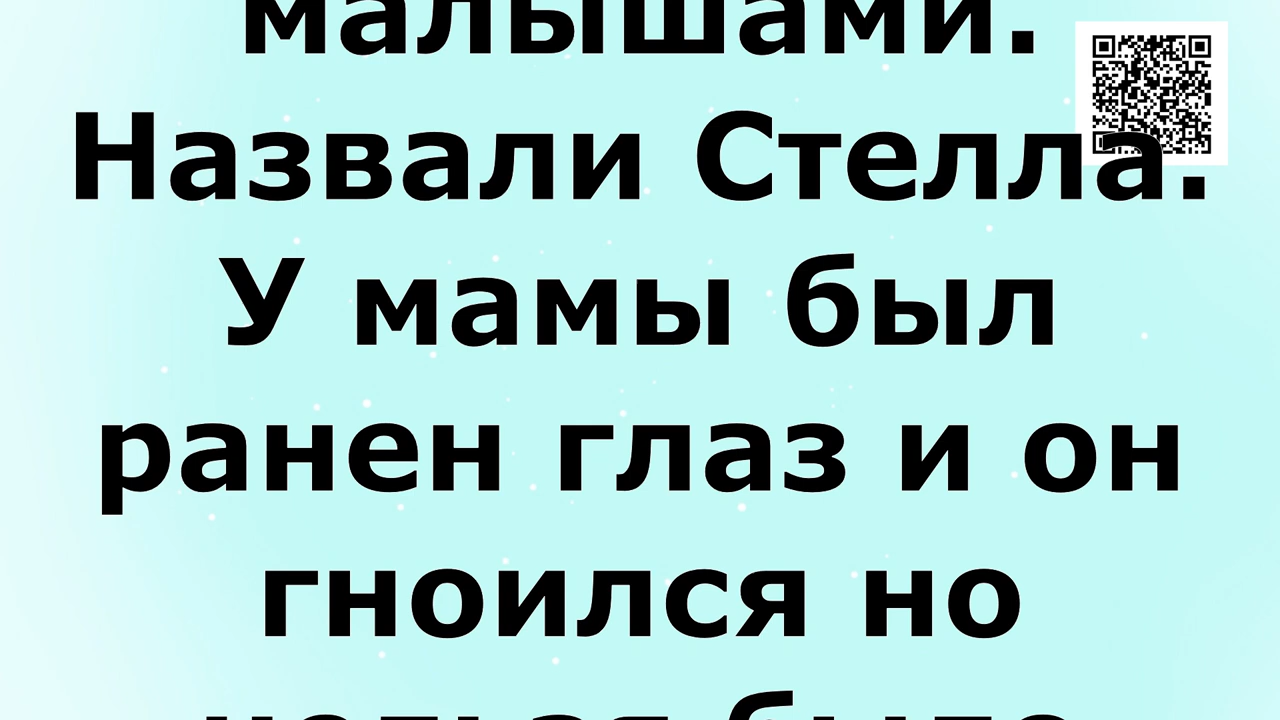 малышами.
Назвали Стелла.
У мамы был
ранен глаз и он
гноился но